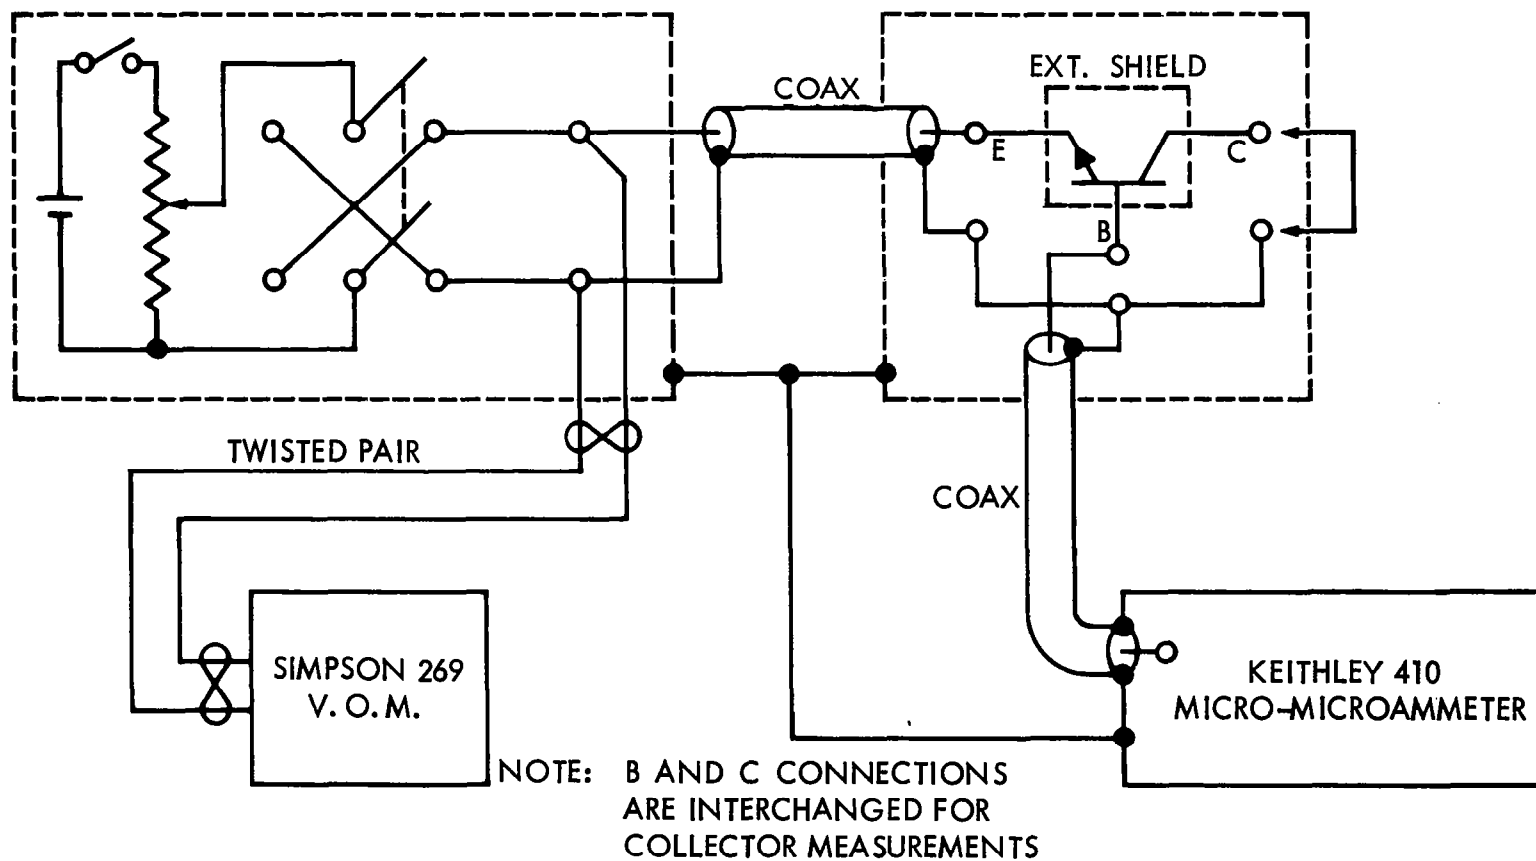 EXT. SHIELD
COAX
E
C
B
TWISTED PAIR
COAX
SIMPSON 269
V. O. M.
KEITHLEY 410
MICRO-MICROAMMETER
NOTE: B AND C CONNECTIONS
ARE INTERCHANGED FOR
COLLECTOR MEASUREMENTS